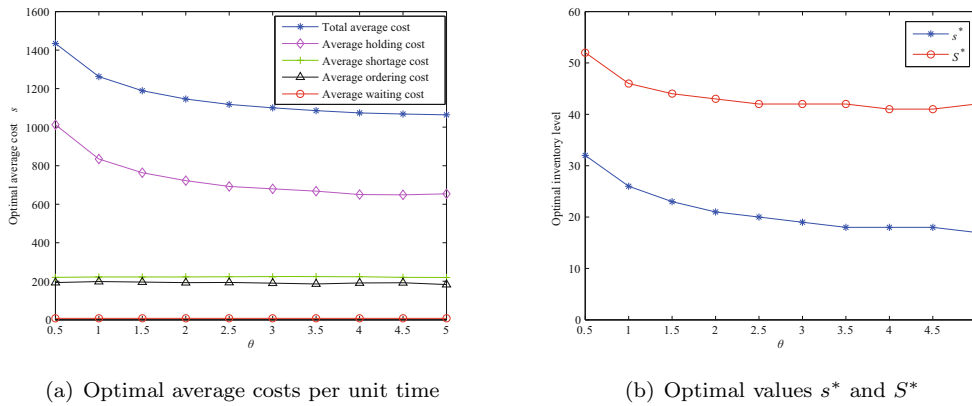 1600
1400
1200
1000
800
600
400
200
0
Optimal average cost s
0.5 1 1.5 2 2.5 3 3.5 4 4.5 5
θ
Total average cost
Average holding cost
Average shortage cost
Average ordering cost
Average waiting cost
(a) Optimal average costs per unit time
60
50
40
30
20
10
0
Optimal inventory level
0.5 1 1.5 2 2.5 3 3.5 4 4.5
θ
s*
S*
(b) Optimal values s* and S*